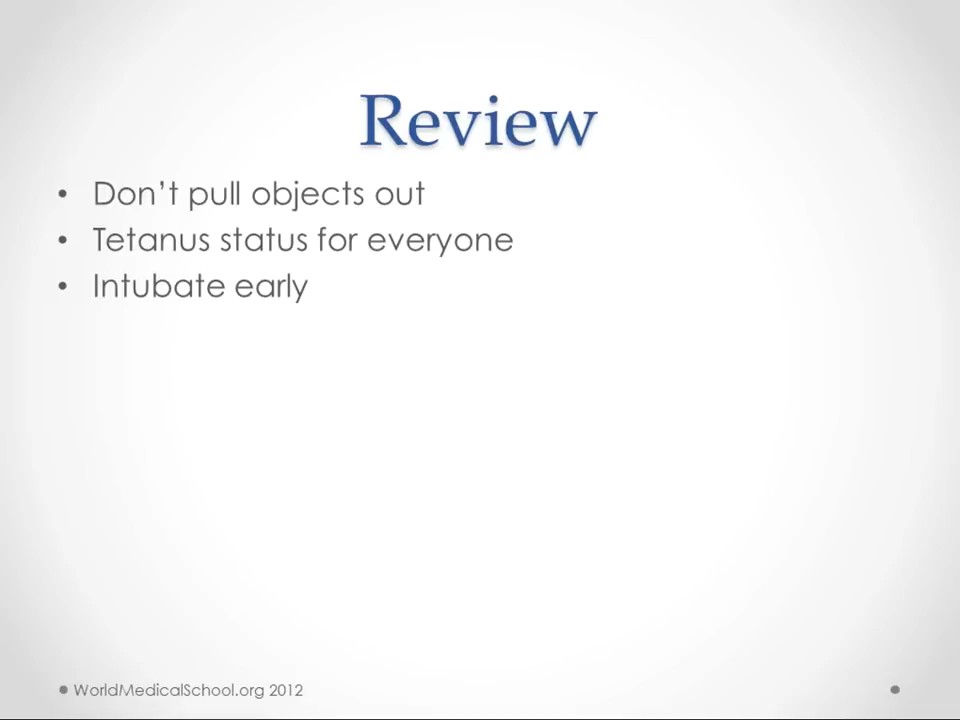 Review
• Don’t pull objects out
• Tetanus status for everyone
• Intubate early
WorldMedicalSchool.org 2012